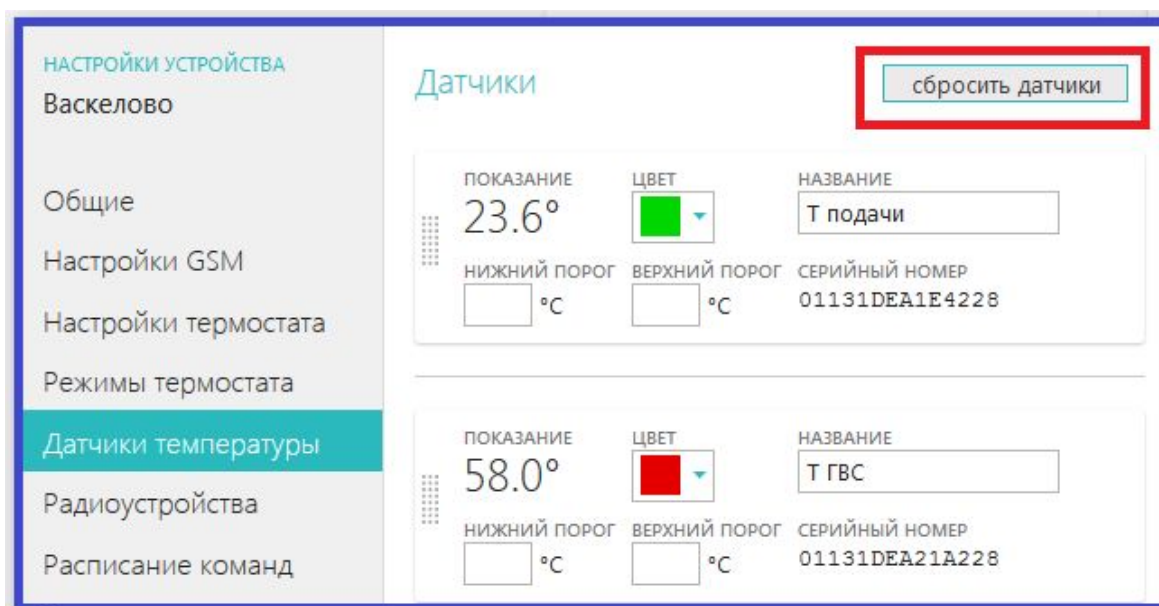 НАСТРОЙКИ УСТРОЙСТВА
Васкелово
Общие
Настройки GSM
Настройки термостата
Режимы термостата
Датчики температуры
Радиоустройства
Расписание команд
Датчики
сбросить датчики
ПОКАЗАНИЕ ЦВЕТ НАЗВАНИЕ
23.6° Т подачи
НИЖНИЙ ПОРОГ ВЕРХНИЙ ПОРОГ СЕРИЙНЫЙ НОМЕР
°C °C 01131DEA1E4228
ПОКАЗАНИЕ ЦВЕТ НАЗВАНИЕ
58.0° Т ГВС
НИЖНИЙ ПОРОГ ВЕРХНИЙ ПОРОГ СЕРИЙНЫЙ НОМЕР
°C °C 01131DEA21A228